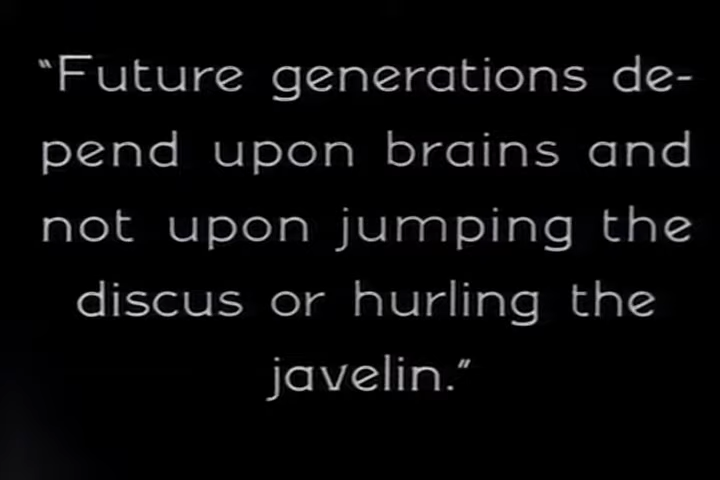 "Future generations de-
pend upon brains and
not upon jumping the
discus or hurling the
javelin."